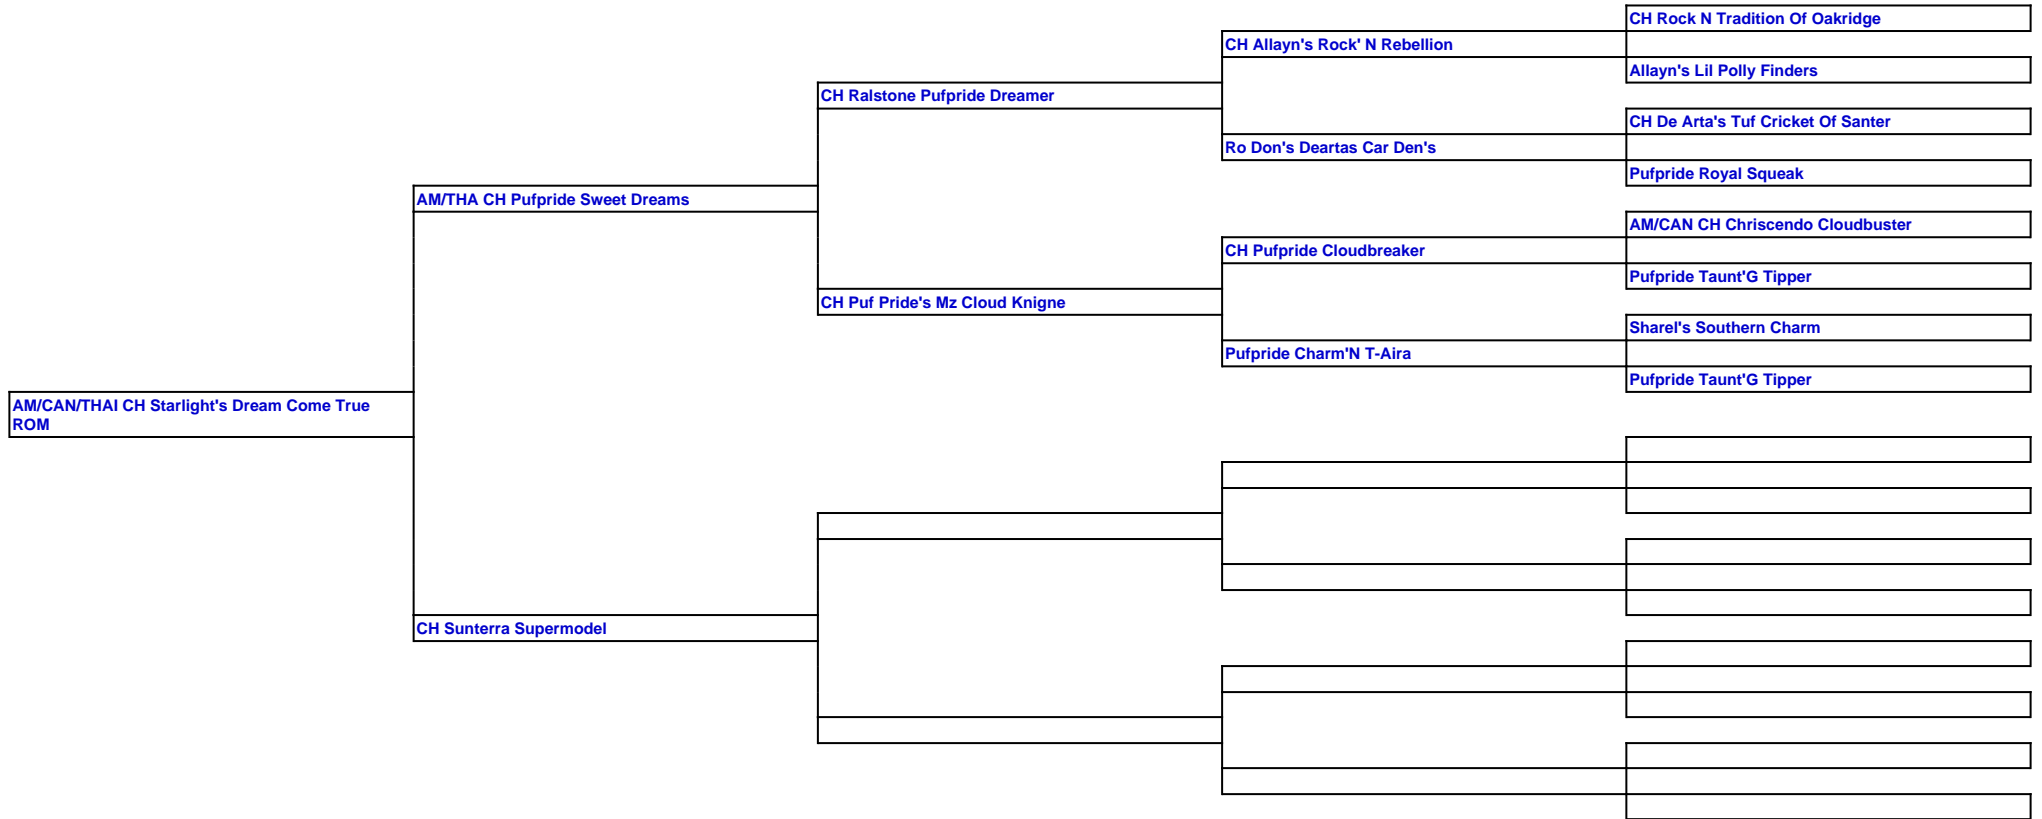 CH Rock N Tradition Of Oakridge
CH Allayn's Rock' N Rebellion
Allayn's Lil Polly Finders
CH Ralstone Pufpride Dreamer
CH De Arta's Tuf Cricket Of Santer
Ro Don's Deartas Car Den's
Pufpride Royal Squeak
AM/THA CH Pufpride Sweet Dreams
AM/CAN CH Chriscendo Cloudbuster
CH Pufpride Cloudbreaker
Pufpride Taunt'G Tipper
CH Puf Pride's Mz Cloud Knigne
Sharel's Southern Charm
Pufpride Charm'N T-Aira
Pufpride Taunt'G Tipper
AM/CAN/THAI CH Starlight's Dream Come True
ROM
CH Sunterra Supermodel